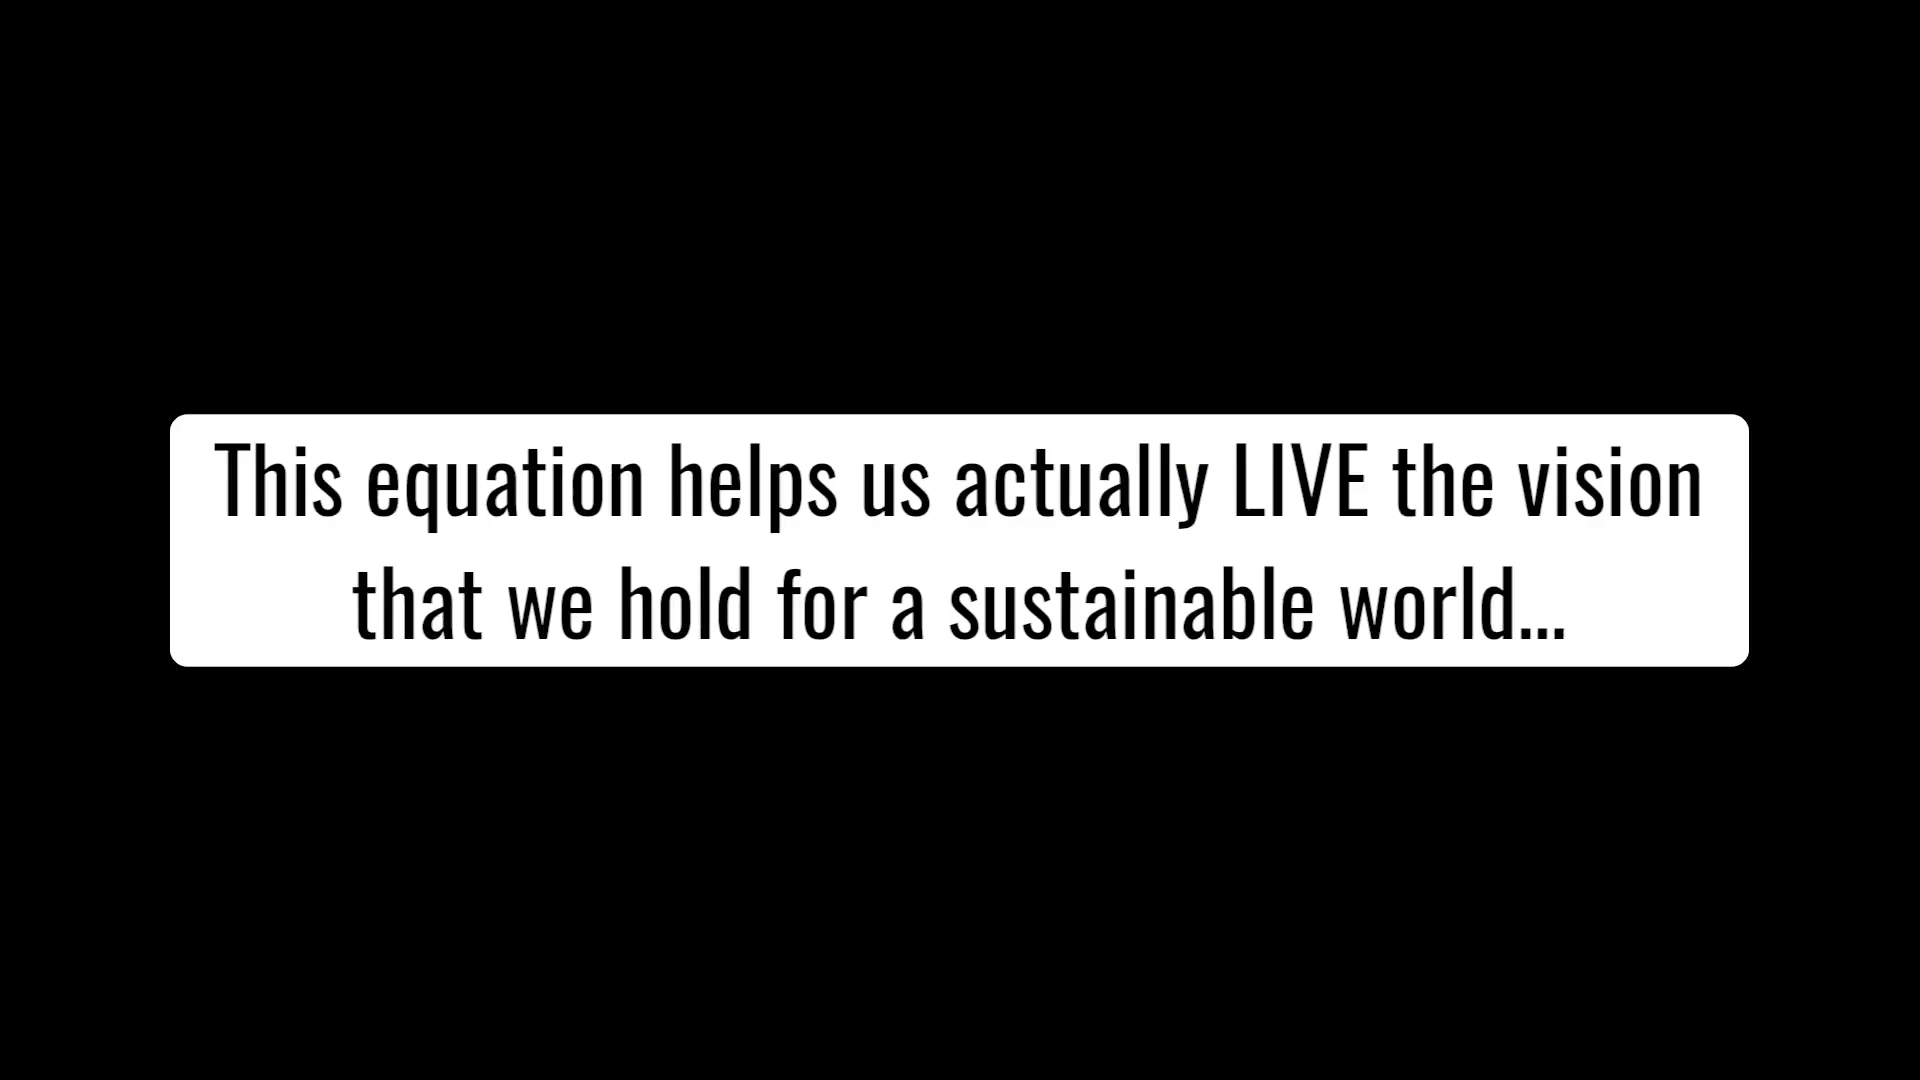 This equation helps us actually LIVE the vision
that we hold for a sustainable world...